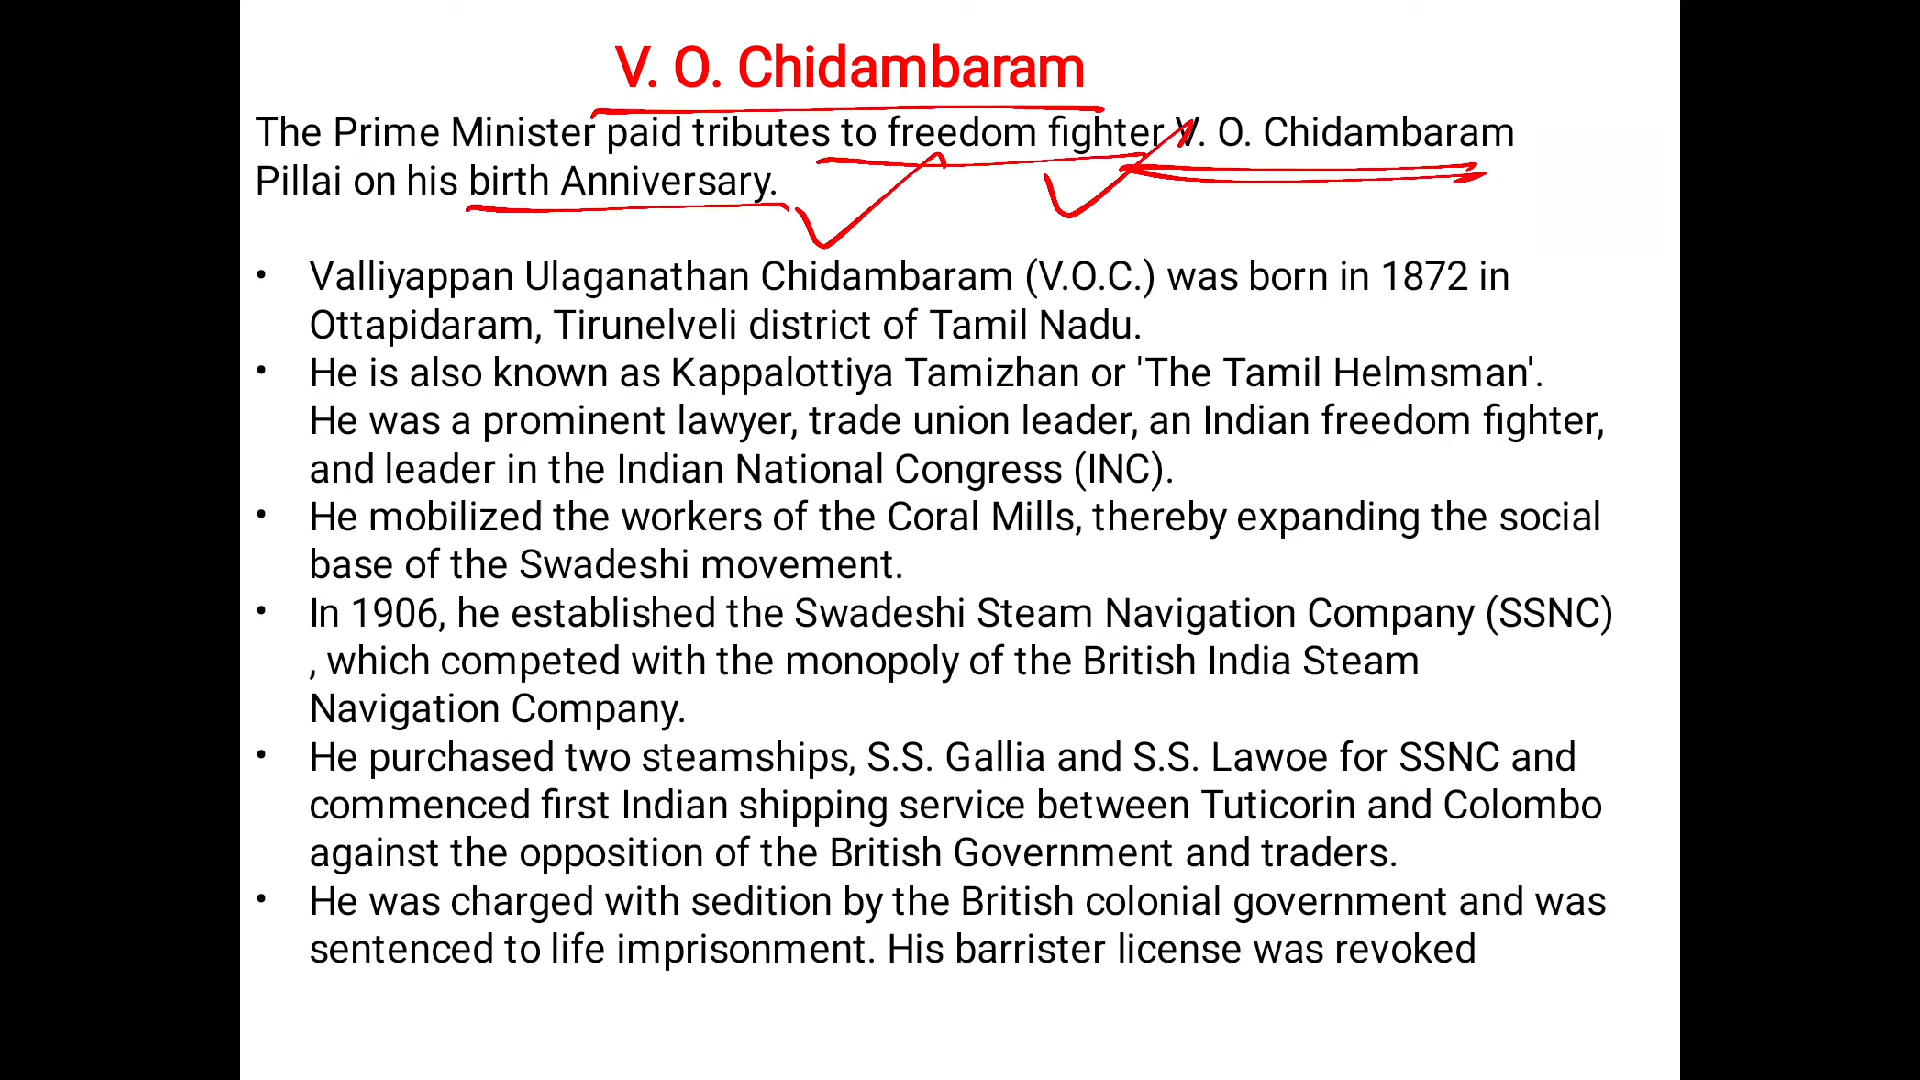 V. O. Chidambaram
The Prime Minister paid tributes to freedom fighter V. O. Chidambaram
Pillai on his birth Anniversary.
• Valliyappan Ulaganathan Chidambaram (V.O.C.) was born in 1872 in
Ottapidaram, Tirunelveli district of Tamil Nadu.
• He is also known as Kappalottiya Tamizhan or 'The Tamil Helmsman'.
He was a prominent lawyer, trade union leader, an Indian freedom fighter,
and leader in the Indian National Congress (INC).
• He mobilized the workers of the Coral Mills, thereby expanding the social
base of the Swadeshi movement.
• In 1906, he established the Swadeshi Steam Navigation Company (SSNC)
, which competed with the monopoly of the British India Steam
Navigation Company.
• He purchased two steamships, S.S. Gallia and S.S. Lawoe for SSNC and
commenced first Indian shipping service between Tuticorin and Colombo
against the opposition of the British Government and traders.
• He was charged with sedition by the British colonial government and was
sentenced to life imprisonment. His barrister license was revoked